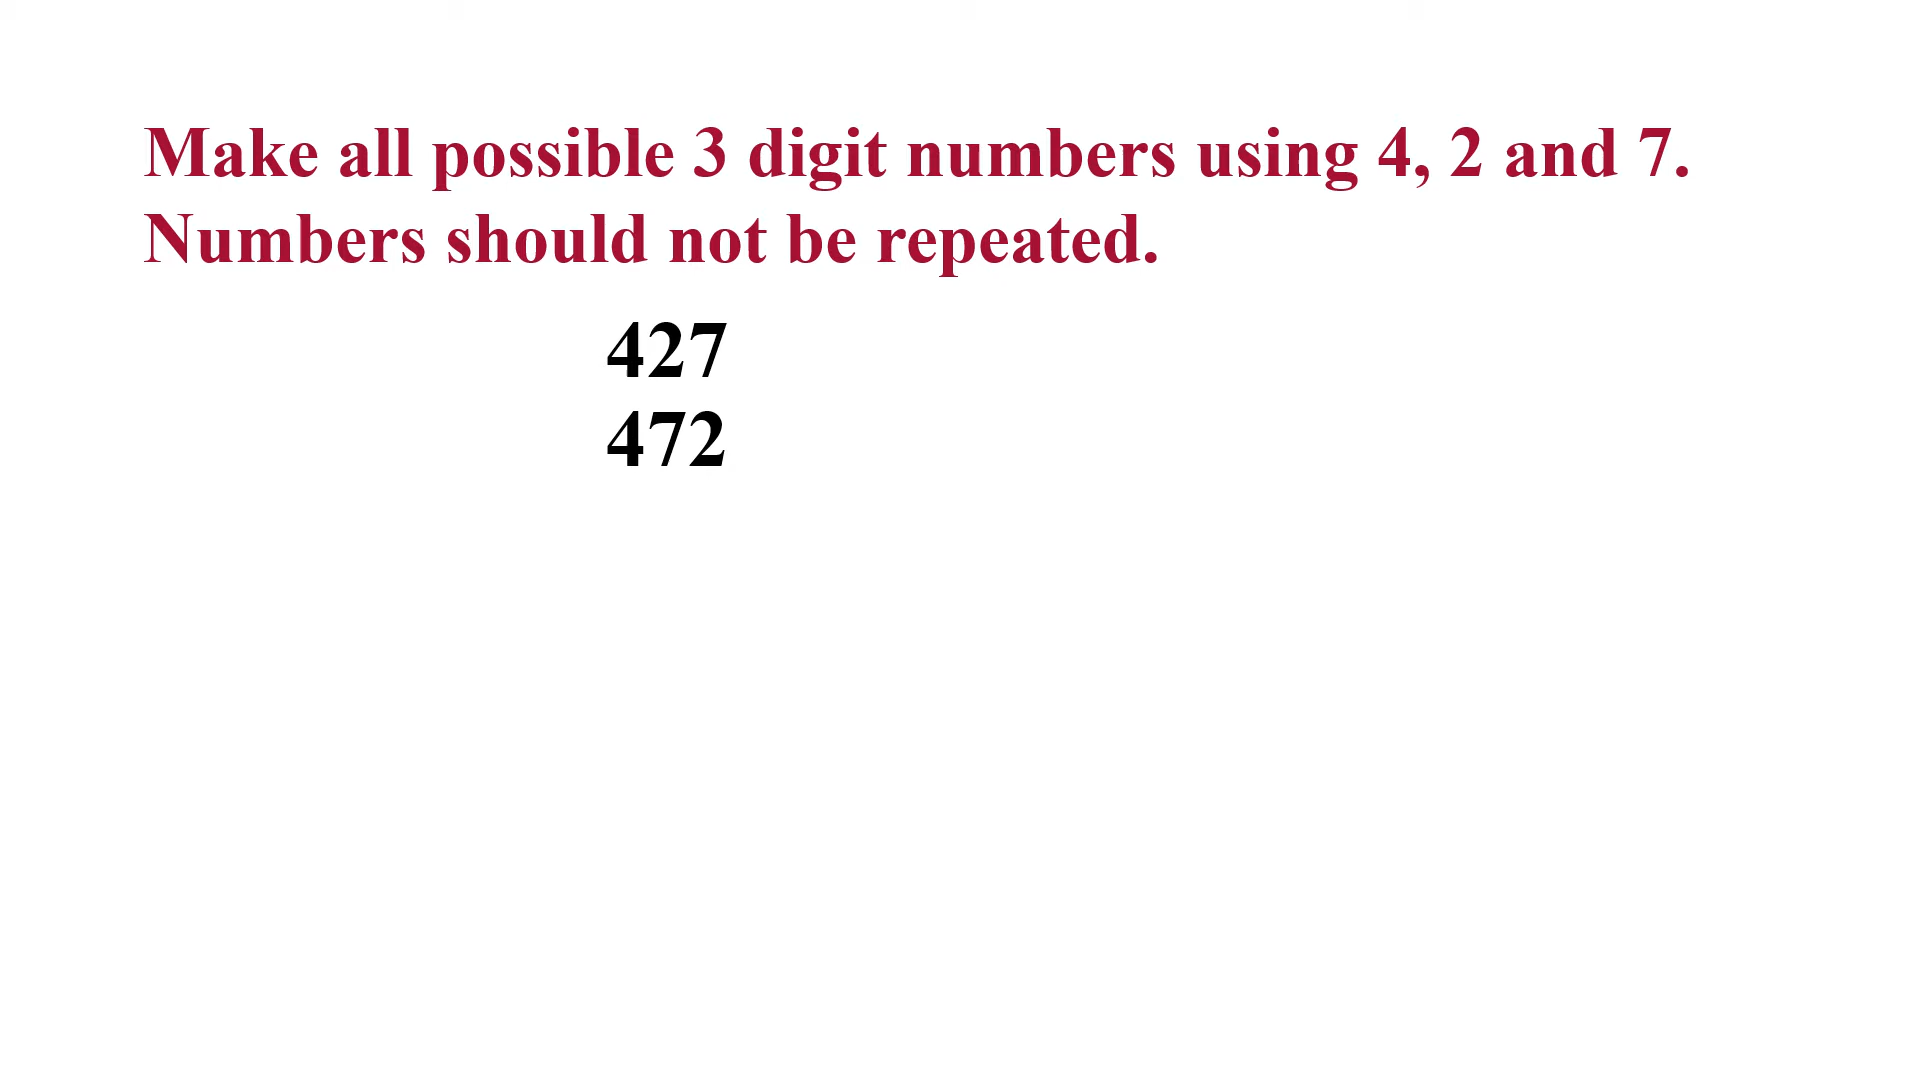 Make all possible 3 digit numbers using 4, 2 and 7.
Numbers should not be repeated.
427
472